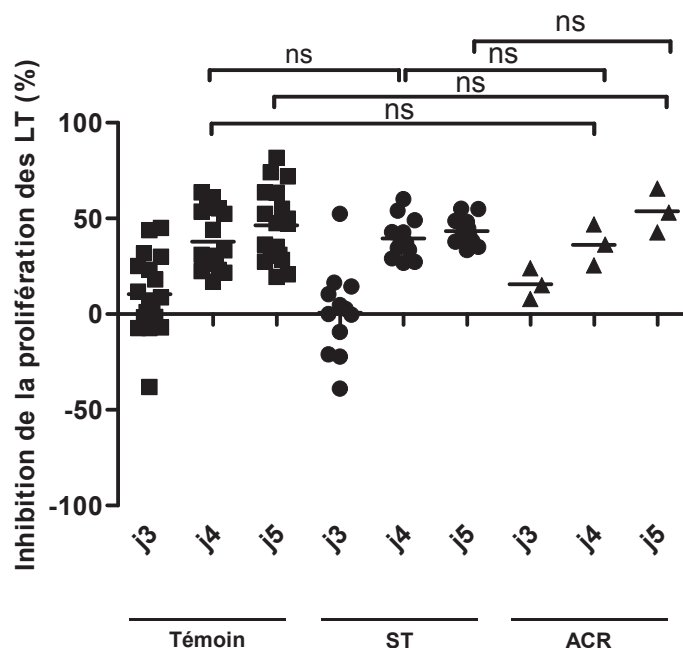 ns
ns
ns
ns
ns
Inhibition de la prolifération des LT (%)
100
50
0
-50
-100
j3
j4
j5
j3
j4
j5
j3
j4
j5
Témoin
ST
ACR